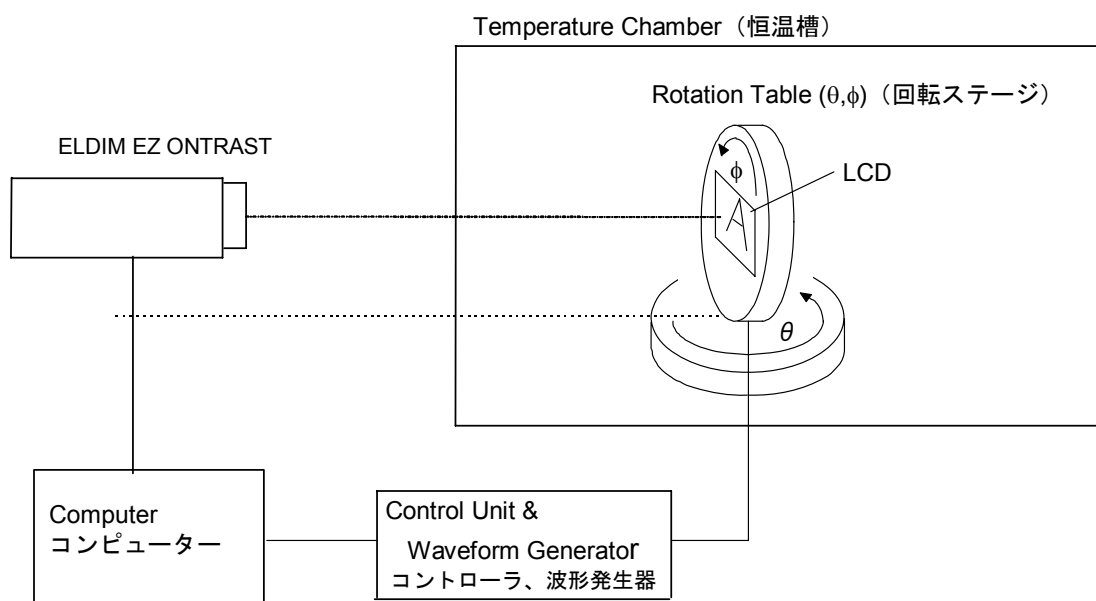 Temperature Chamber（恒温槽）
Rotation Table (θ,ϕ)（回転ステージ）
ELDIM EZ ONTRAST
ϕ
LCD
A
θ
Computer
コンピューター
Control Unit &
Waveform Generator
コントローラ、波形発生器